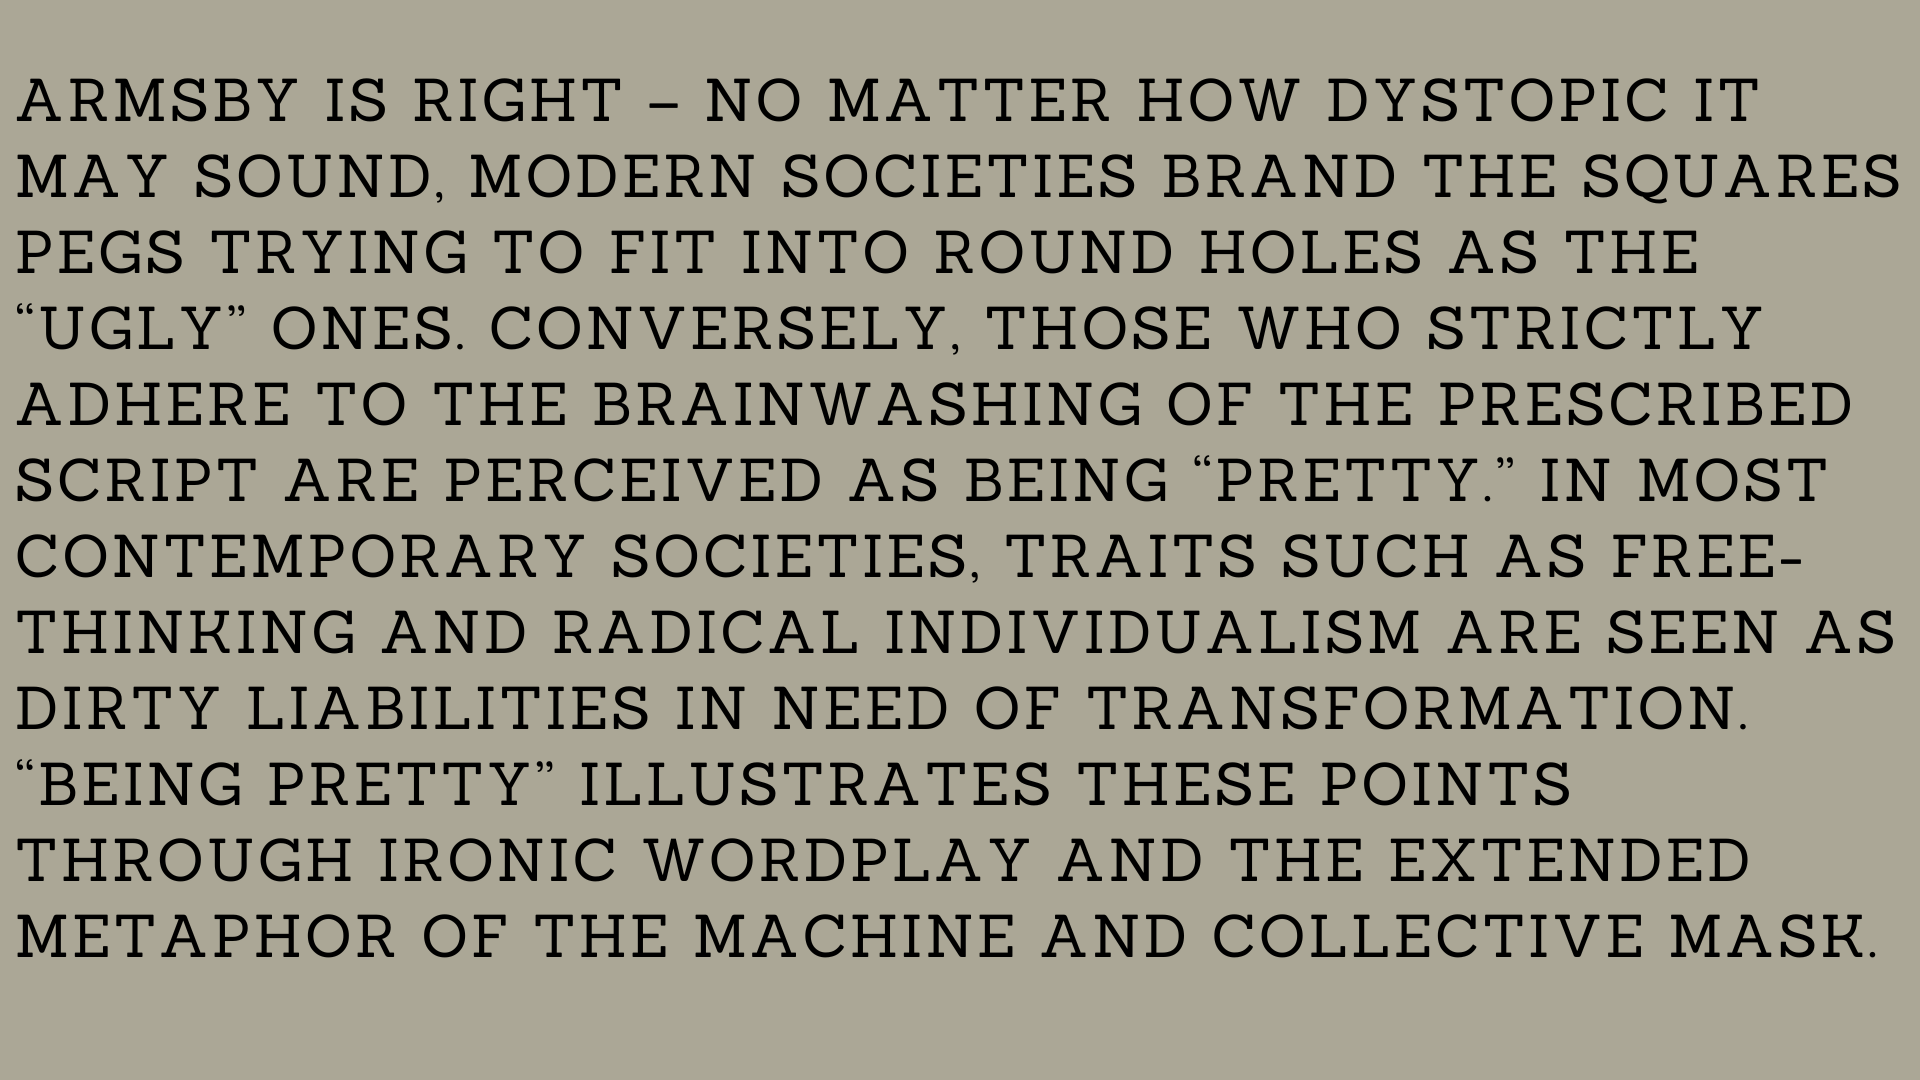 ARMSBY IS RIGHT – NO MATTER HOW DYSTOPIC IT
MAY SOUND, MODERN SOCIETIES BRAND THE SQUARES
PEGS TRYING TO FIT INTO ROUND HOLES AS THE
“UGLY” ONES. CONVERSELY, THOSE WHO STRICTLY
ADHERE TO THE BRAINWASHING OF THE PRESCRIBED
SCRIPT ARE PERCEIVED AS BEING “PRETTY.” IN MOST
CONTEMPORARY SOCIETIES, TRAITS SUCH AS FREE-
THINKING AND RADICAL INDIVIDUALISM ARE SEEN AS
DIRTY LIABILITIES IN NEED OF TRANSFORMATION.
“BEING PRETTY” ILLUSTRATES THESE POINTS
THROUGH IRONIC WORDPLAY AND THE EXTENDED
METAPHOR OF THE MACHINE AND COLLECTIVE MASK.